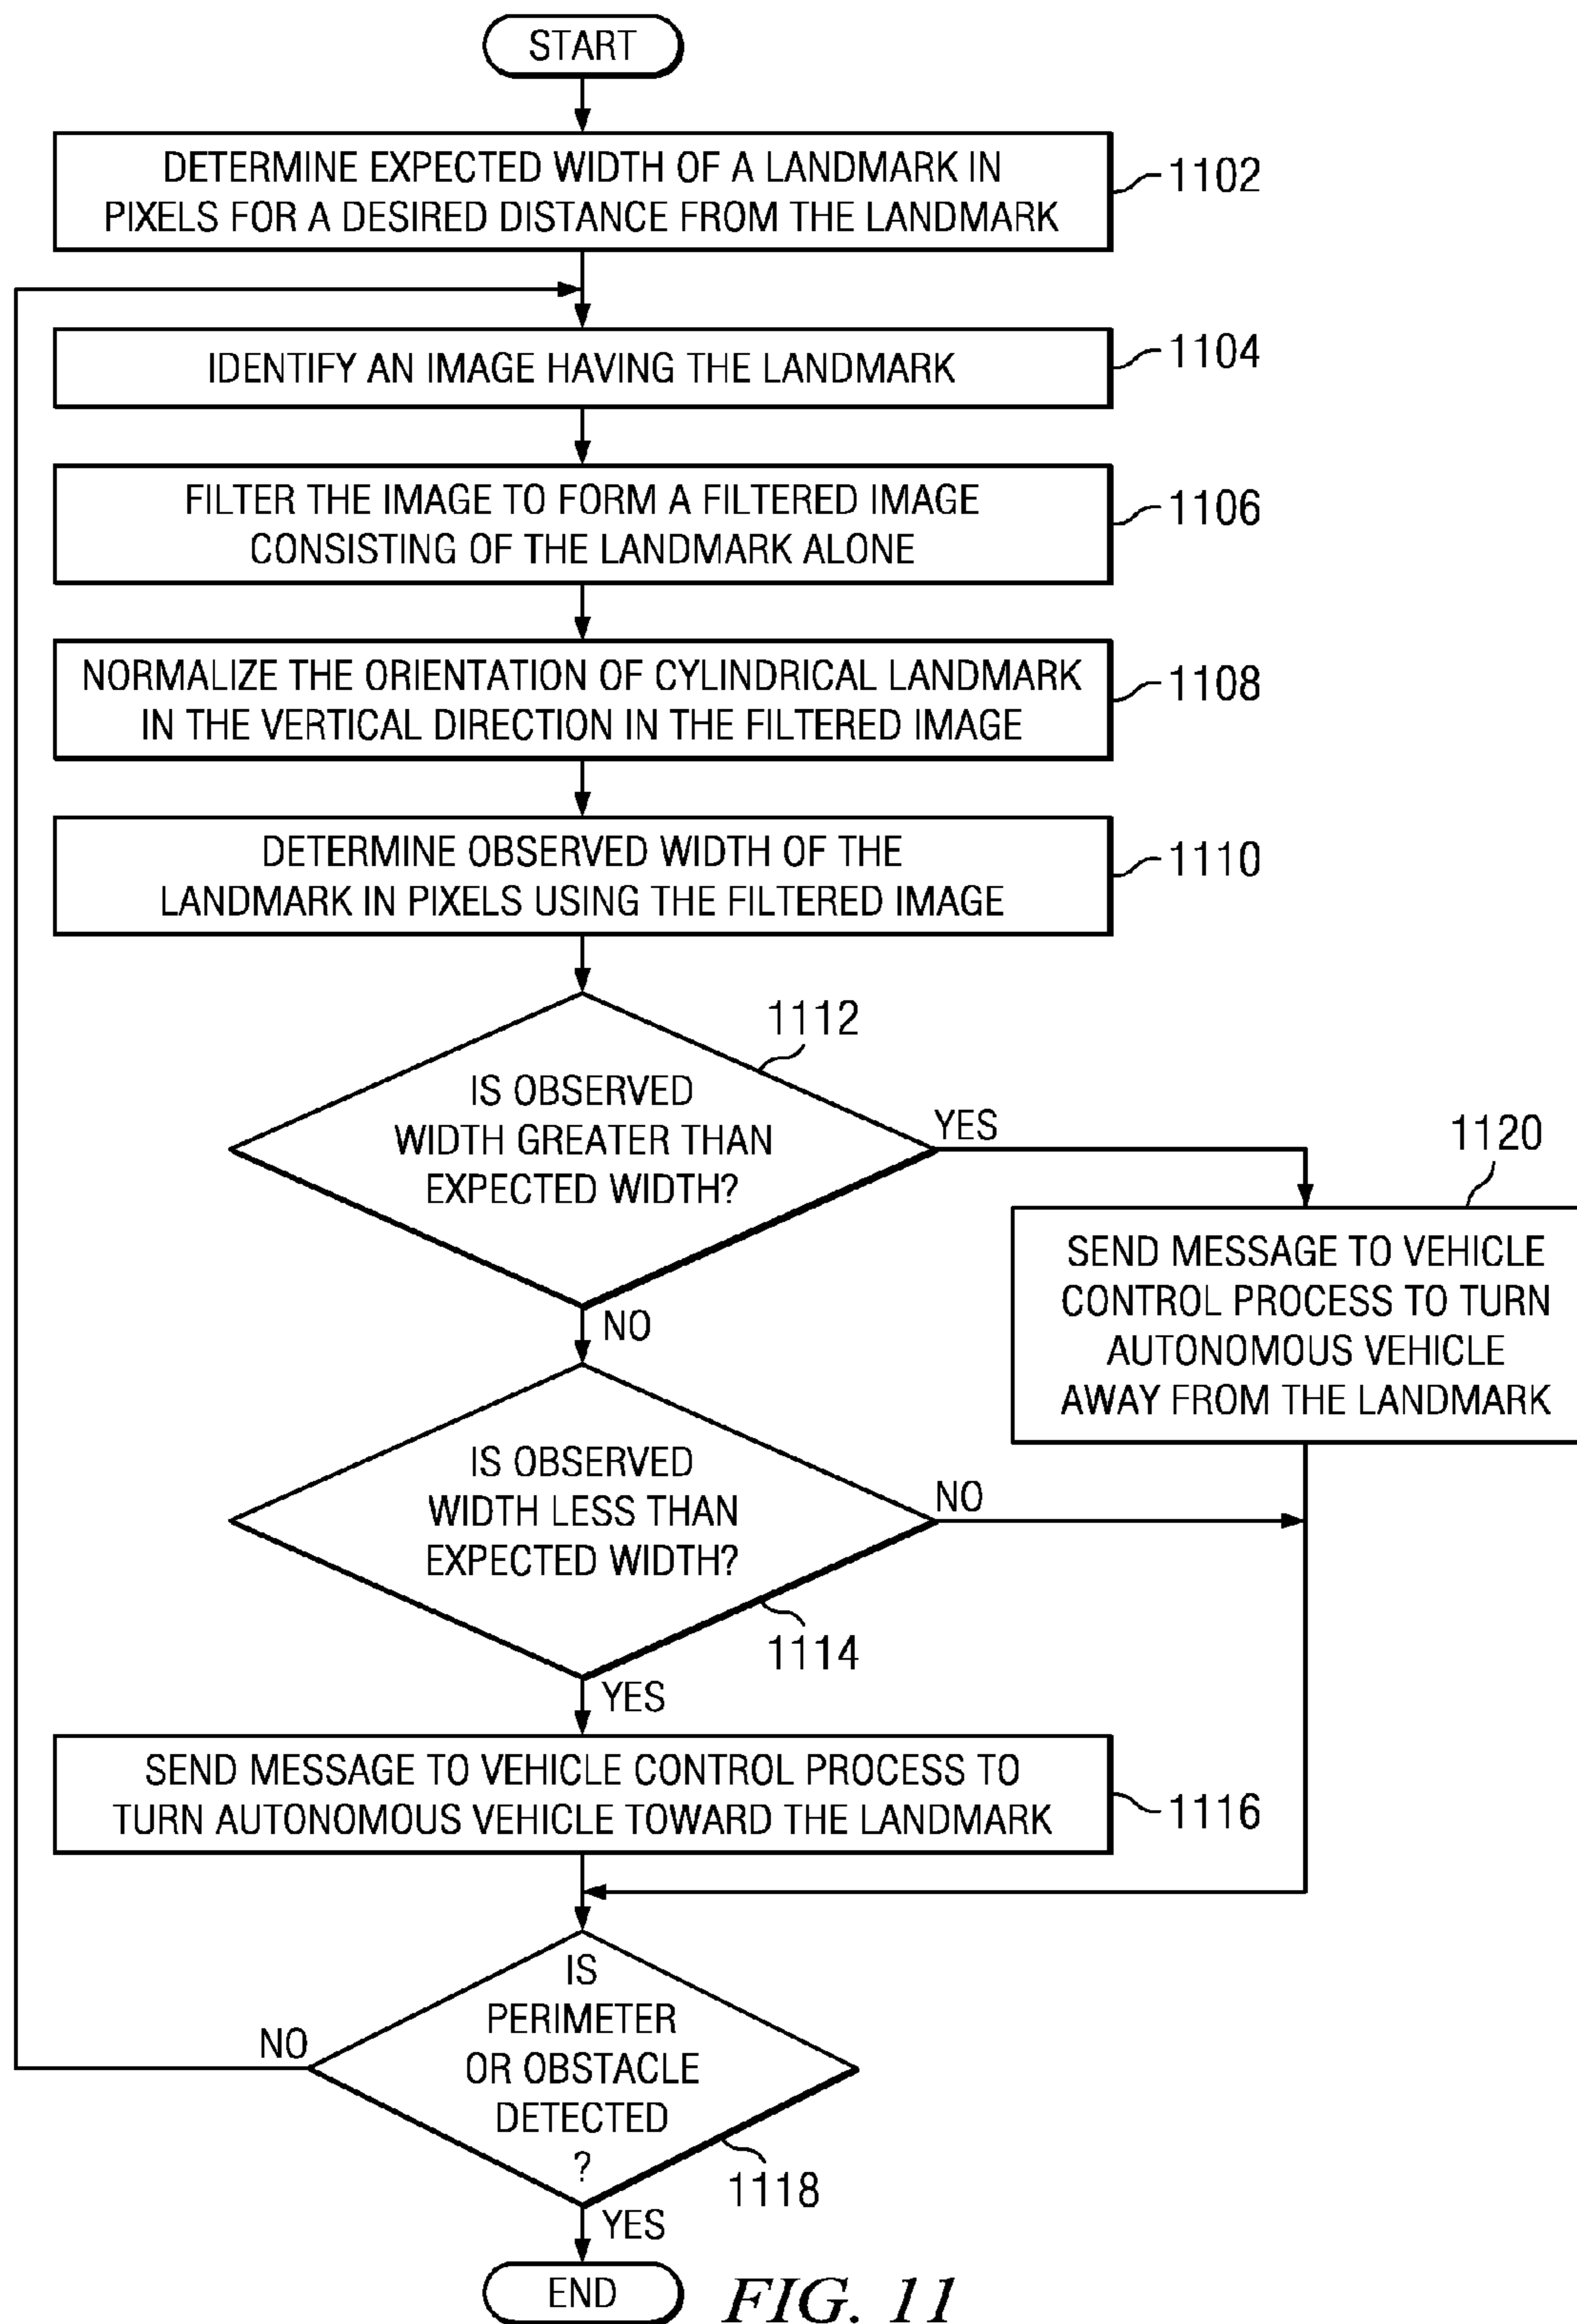 START
DETERMINE EXPECTED WIDTH OF A LANDMARK IN
PIXELS FOR A DESIRED DISTANCE FROM THE LANDMARK
1102
IDENTIFY AN IMAGE HAVING THE LANDMARK
1104
FILTER THE IMAGE TO FORM A FILTERED IMAGE
CONSISTING OF THE LANDMARK ALONE
1106
NORMALIZE THE ORIENTATION OF CYLINDRICAL LANDMARK
IN THE VERTICAL DIRECTION IN THE FILTERED IMAGE
1108
DETERMINE OBSERVED WIDTH OF THE
LANDMARK IN PIXELS USING THE FILTERED IMAGE
1110
1112
IS OBSERVED
WIDTH GREATER THAN
EXPECTED WIDTH?
YES
NO
1120
SEND MESSAGE TO VEHICLE
CONTROL PROCESS TO TURN
AUTONOMOUS VEHICLE
AWAY FROM THE LANDMARK
IS OBSERVED
WIDTH LESS THAN
EXPECTED WIDTH?
NO
1114
YES
SEND MESSAGE TO VEHICLE CONTROL PROCESS TO
TURN AUTONOMOUS VEHICLE TOWARD THE LANDMARK
1116
IS
PERIMETER
OR OBSTACLE
DETECTED
?
NO
1118
YES
END
FIG. 11